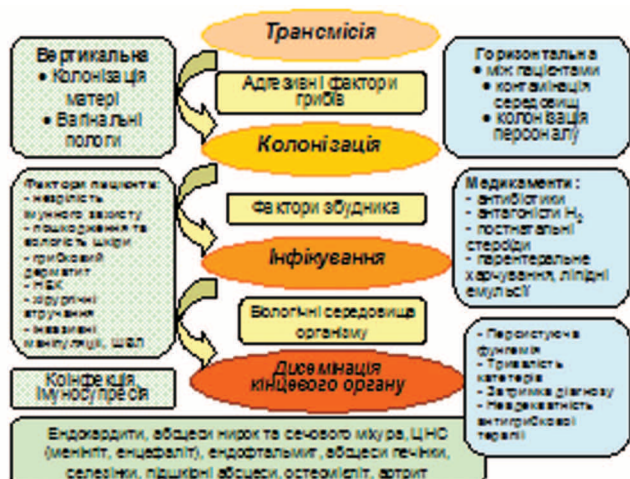 Трансмісія
Вертикальна
● Колонізація
матері
● Вагінальні
пологи
Адгезивні фактори
грибів
Горизонтальна
● між пацієнтами
● контамінація
середовищ
● колонізація
персоналу
Колонізація
Фактори пацієнта:
- незрілість
імунного захисту
- пошкодження та
вологість шкіри
- грибковий
дерматит
- НЕК
- хірургічні
втручання
- інвазивні
маніпуляції, ШВЛ
Фактори збудника
Медикаменти:
- антибіотики
- антагоністи H₂
- постнатальні
стероїди
- парентеральне
харчування, ліпідні
емульсії
Інфікування
Біологічні середовища
організму
Дисемінація
кінцевого органу
- Персистуюча
фунгемія
- Тривалість
катетерів
- Затримка діагнозу
- Неадекватність
антигрибкової
терапії
Коінфекція,
Імуносупресія
Ендокардити, абсцеси нирок та сечового міхура, ЦНС
(менінгіт, енцефаліт), ендофтальміт, абсцеси печінки,
селезінки, підшкірні абсцеси, остеомієліт, артрит